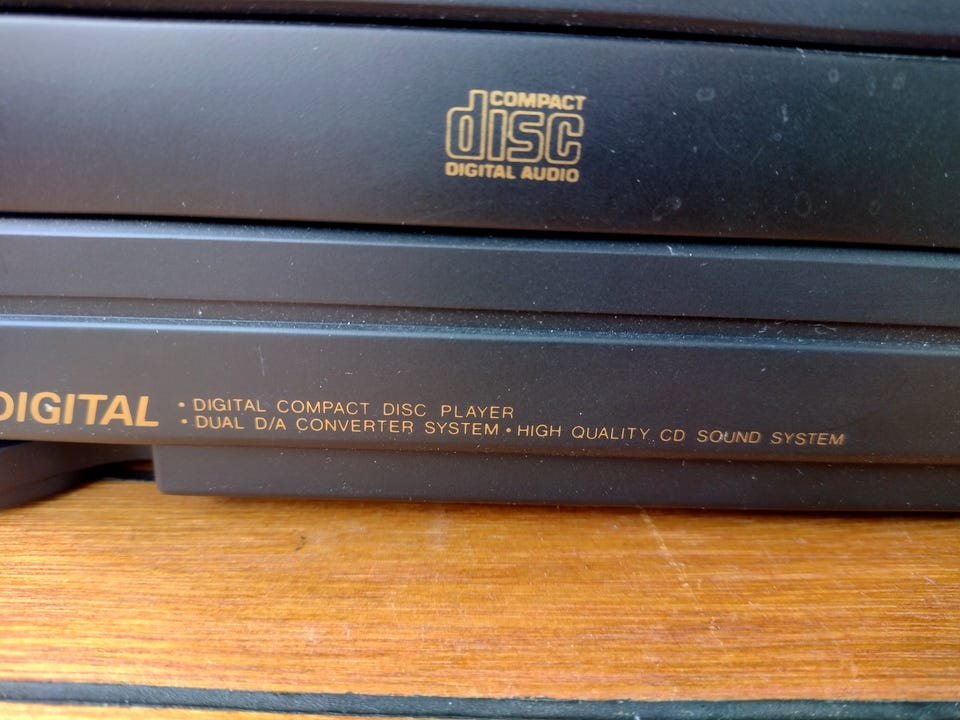 COMPACT
disc
DIGITAL AUDIO
DIGITAL
• DIGITAL COMPACT DISC PLAYER
• DUAL D/A CONVERTER SYSTEM • HIGH QUALITY CD SOUND SYSTEM